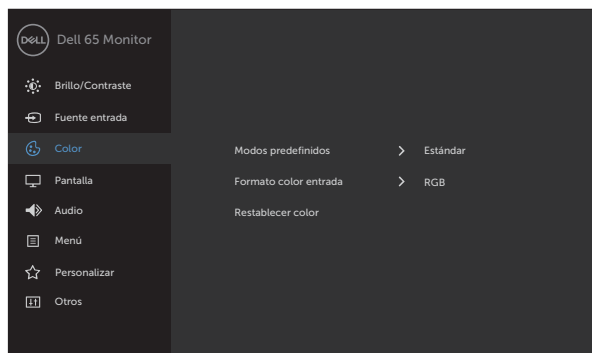 DELL Dell 65 Monitor
Brillo/Contraste
Fuente entrada
Color
Modos predefinidos > Estándar
Pantalla
Formato color entrada > RGB
Audio
Restablecer color
Menú
Personalizar
Otros